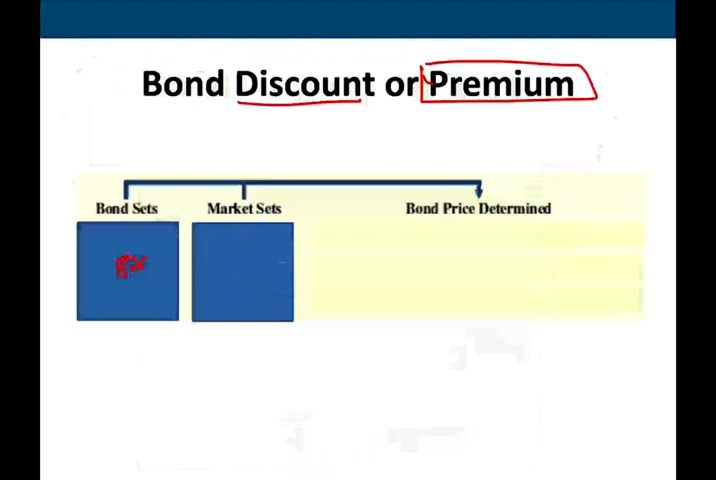 Bond Discount or Premium
Bond Sets Market Sets Bond Price Determined